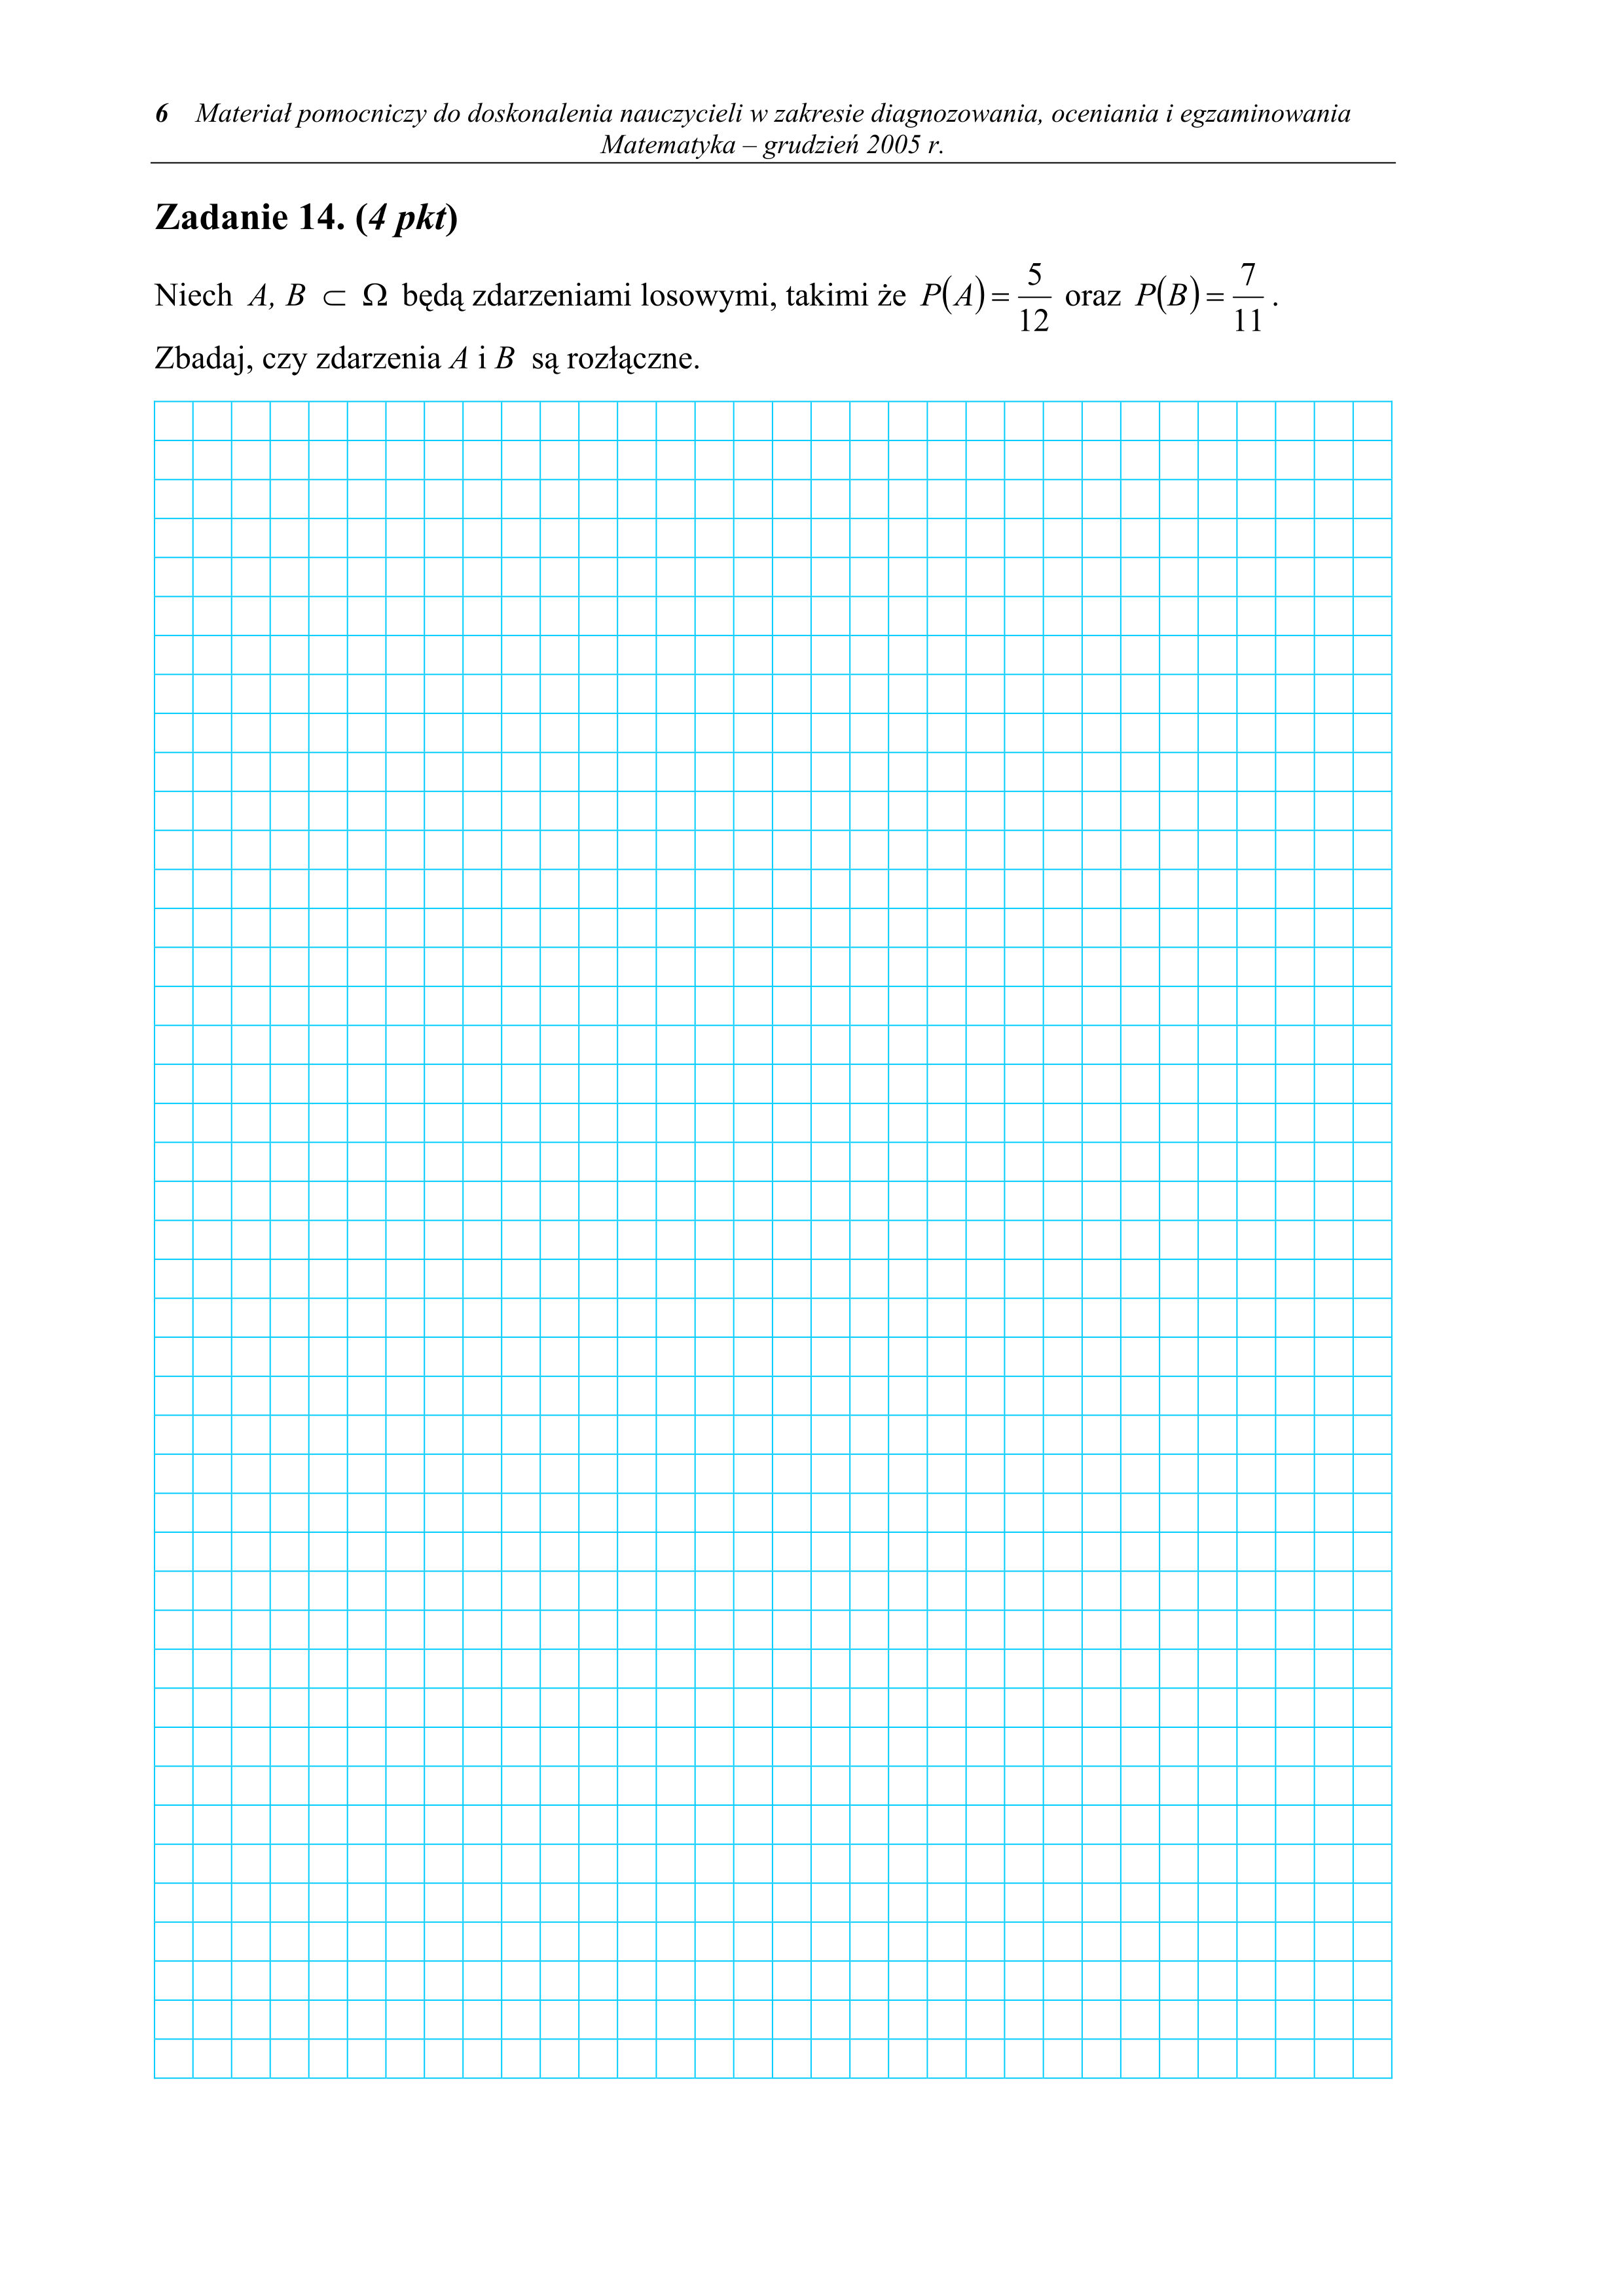 6 Materiał pomocniczy do doskonalenia nauczycieli w zakresie diagnozowania, oceniania i egzaminowania
Matematyka – grudzień 2005 r.
Zadanie 14. (4 pkt)
Niech A, B ⊂ Ω będą zdarzeniami losowymi, takimi że P(A) = 5/12 oraz P(B) = 7/11 .
Zbadaj, czy zdarzenia A i B są rozłączne.